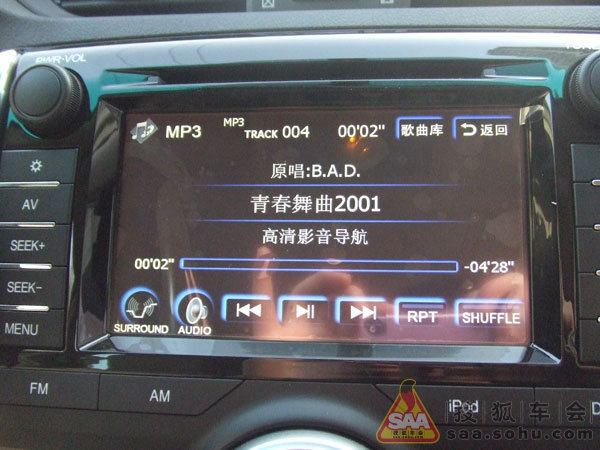 PWR·VOL
TUNE
MP3
MP3
TRACK 004
00'02"
歌曲库
返回
原唱:B.A.D.
青春舞曲2001
高清影音导航
00'02"
-04'28"
SURROUND
AUDIO
RPT
SHUFFLE
AV
SEEK+
SEEK-
MENU
FM
AM
iPod
D
SAA
搜狐车会
saa.sohu.com